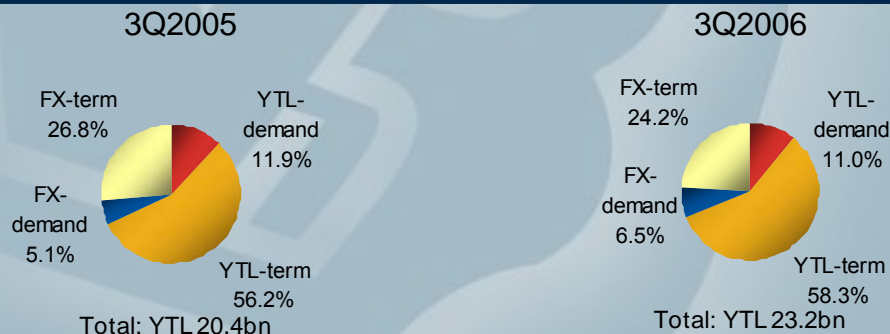 3Q2005
FX-term
26.8%
YTL-
demand
11.9%
FX-
demand
5.1%
YTL-term
56.2%
Total: YTL 20.4bn
3Q2006
FX-term
24.2%
YTL-
demand
11.0%
FX-
demand
6.5%
YTL-term
58.3%
Total: YTL 23.2bn